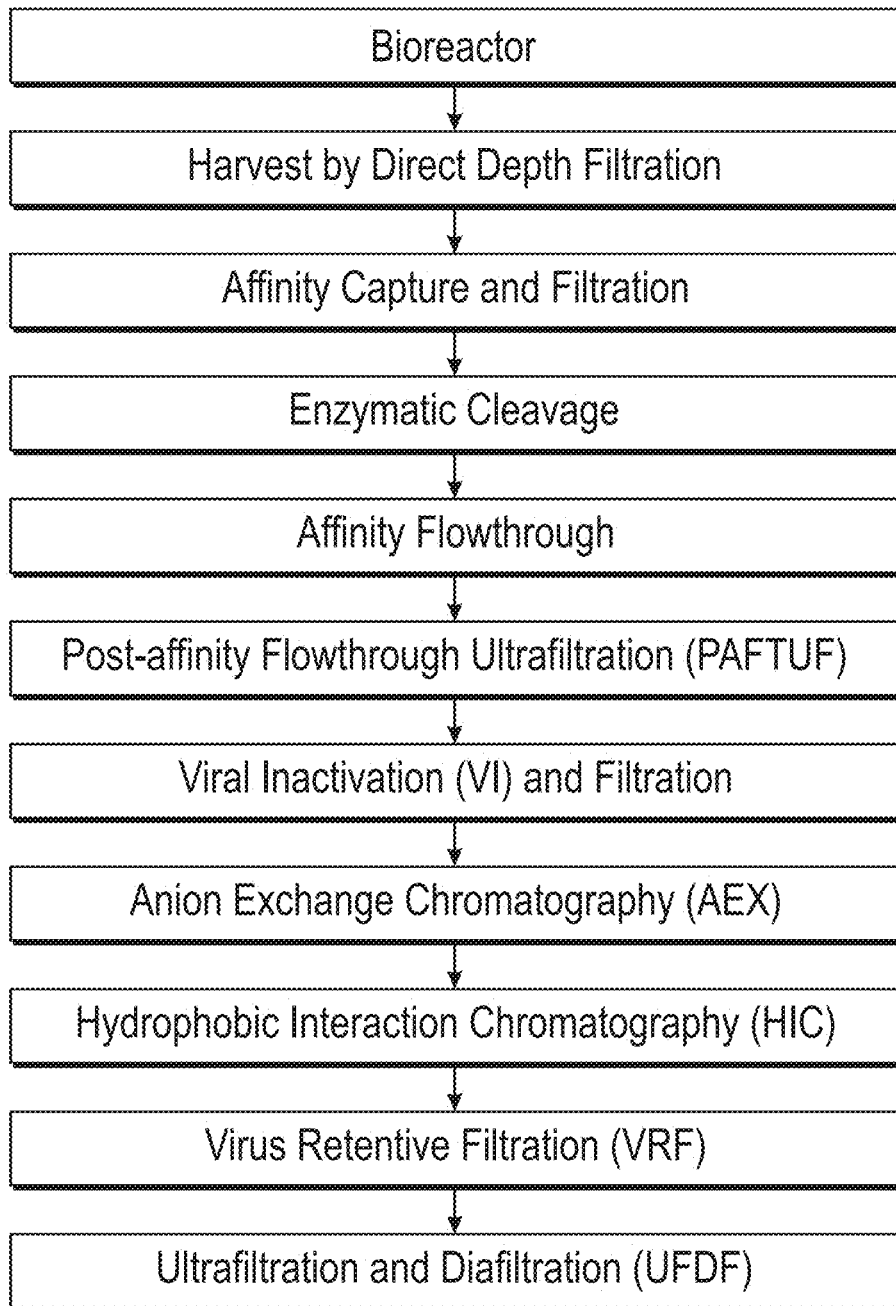 Bioreactor
Harvest by Direct Depth Filtration
Affinity Capture and Filtration
Enzymatic Cleavage
Affinity Flowthrough
Post-affinity Flowthrough Ultrafiltration (PAFTUF)
Viral Inactivation (VI) and Filtration
Anion Exchange Chromatography (AEX)
Hydrophobic Interaction Chromatography (HIC)
Virus Retentive Filtration (VRF)
Ultrafiltration and Diafiltration (UFDF)